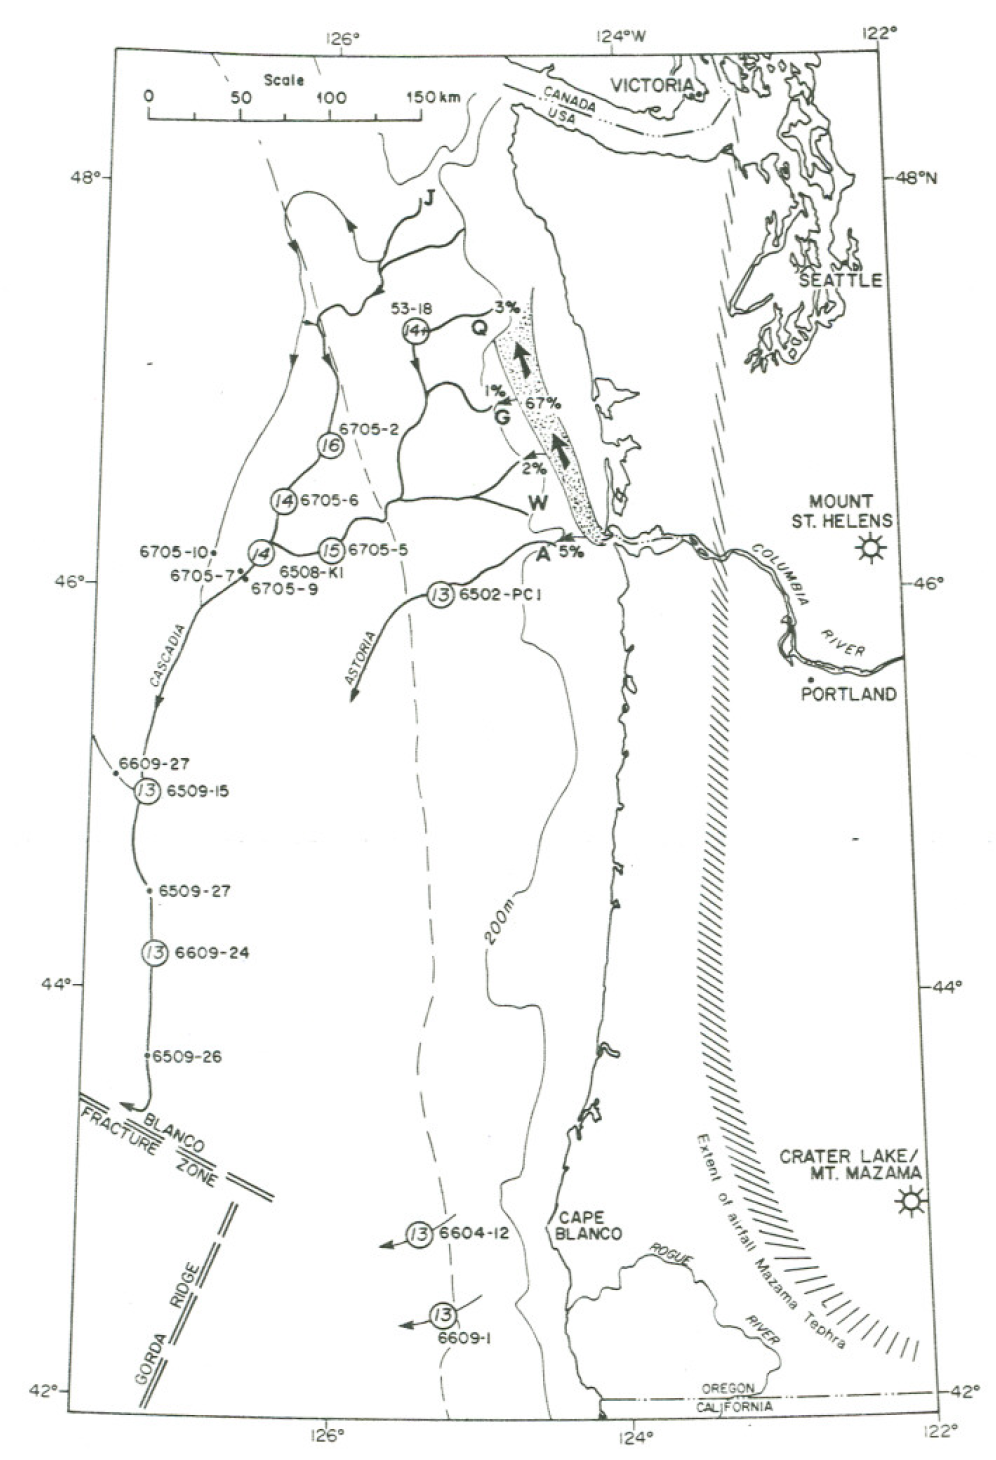 126°
124°W
122°
Scale
0 50 100 150 km
VICTORIA
CANADA
USA
48°
48°N
J
SEATTLE
53-18
14+
3%
Q
1%
67%
G
6705-2
16
2%
14
6705-6
W
MOUNT
ST. HELENS
6705-10
14
15
6705-5
A
5%
COLUMBIA
RIVER
6705-7
6508-K1
6705-9
46°
46°
13
6502-PC1
CASCADIA
ASTORIA
PORTLAND
6609-27
13
6509-15
6509-27
200m
13
6609-24
44°
44°
6509-26
BLANCO
FRACTURE ZONE
Extent of airfall Mazama Tephra
CRATER LAKE/
MT. MAZAMA
13
6604-12
CAPE
BLANCO
ROGUE
RIVER
GORDA RIDGE
13
6609-1
42°
OREGON
CALIFORNIA
42°
126°
124°
122°